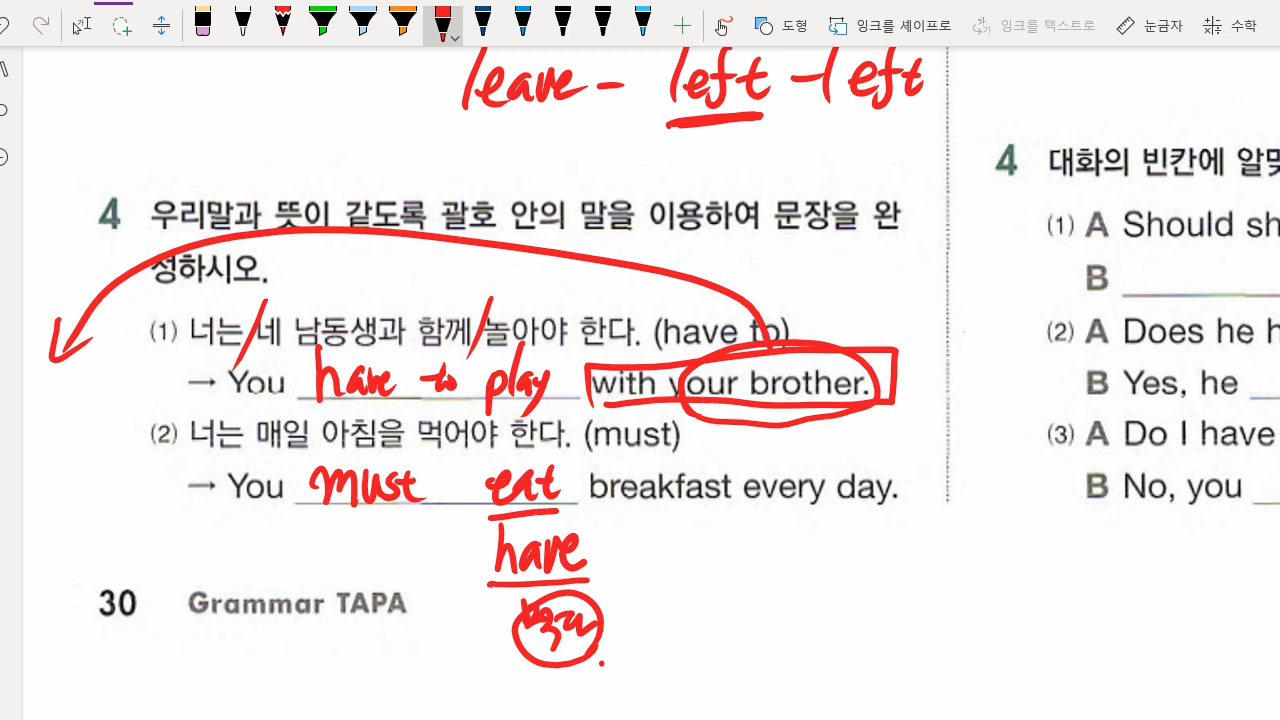 도형 잉크를 셰이프로 잉크를 텍스트로 눈금자 수학
leave - left - left
4 우리말과 뜻이 같도록 괄호 안의 말을 이용하여 문장을 완
성하시오.
(1) 너는 / 네 남동생과 함께 / 놀아야 한다. (have to)
→ You have to play with your brother.
(2) 너는 매일 아침을 먹어야 한다. (must)
→ You must eat breakfast every day.
have
먹다.
30 Grammar TAPA
4 대화의 빈칸에 알맞
(1) A Should sh
B
(2) A Does he h
B Yes, he
(3) A Do I have
B No, you